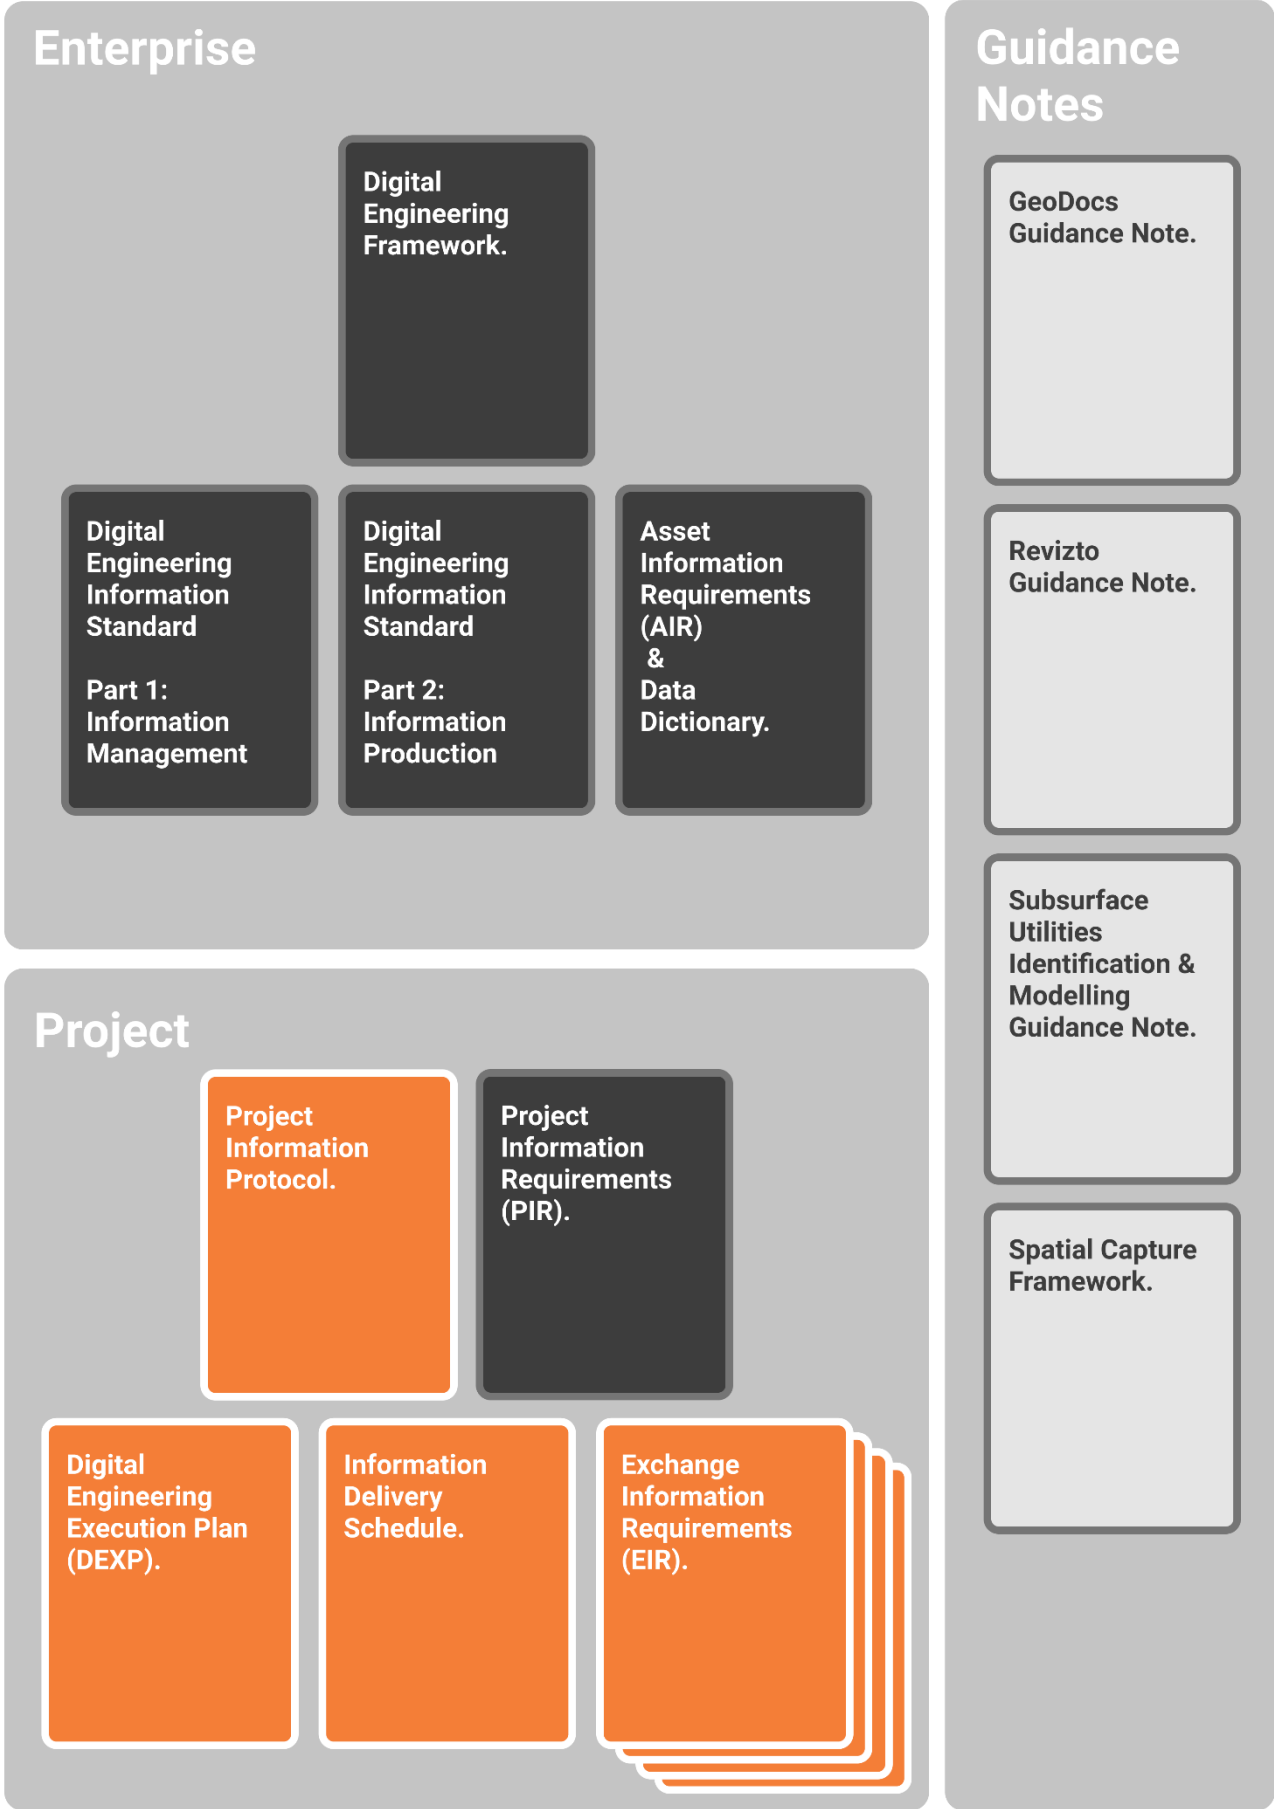 Enterprise
Digital
Engineering
Framework.
Digital
Engineering
Information
Standard
Part 1:
Information
Management
Digital
Engineering
Information
Standard
Part 2:
Information
Production
Asset
Information
Requirements
(AIR)
&
Data
Dictionary.
Project
Project
Information
Protocol.
Project
Information
Requirements
(PIR).
Digital
Engineering
Execution Plan
(DEXP).
Information
Delivery
Schedule.
Exchange
Information
Requirements
(EIR).
Guidance
Notes
GeoDocs
Guidance Note.
Revizto
Guidance Note.
Subsurface
Utilities
Identification &
Modelling
Guidance Note.
Spatial Capture
Framework.